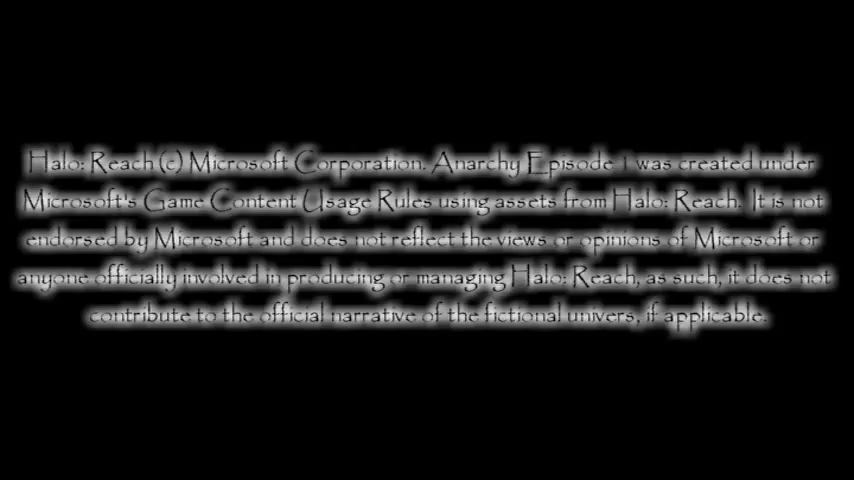 Halo: Reach (c) Microsoft Corporation. Anarchy Episode 1 was created under
Microsoft's Game Content Usage Rules using assets from Halo: Reach. It is not
endorsed by Microsoft and does not reflect the views or opinions of Microsoft or
anyone officially involved in producing or managing Halo: Reach, as such, it does not
contribute to the official narrative of the fictional univers, if applicable.